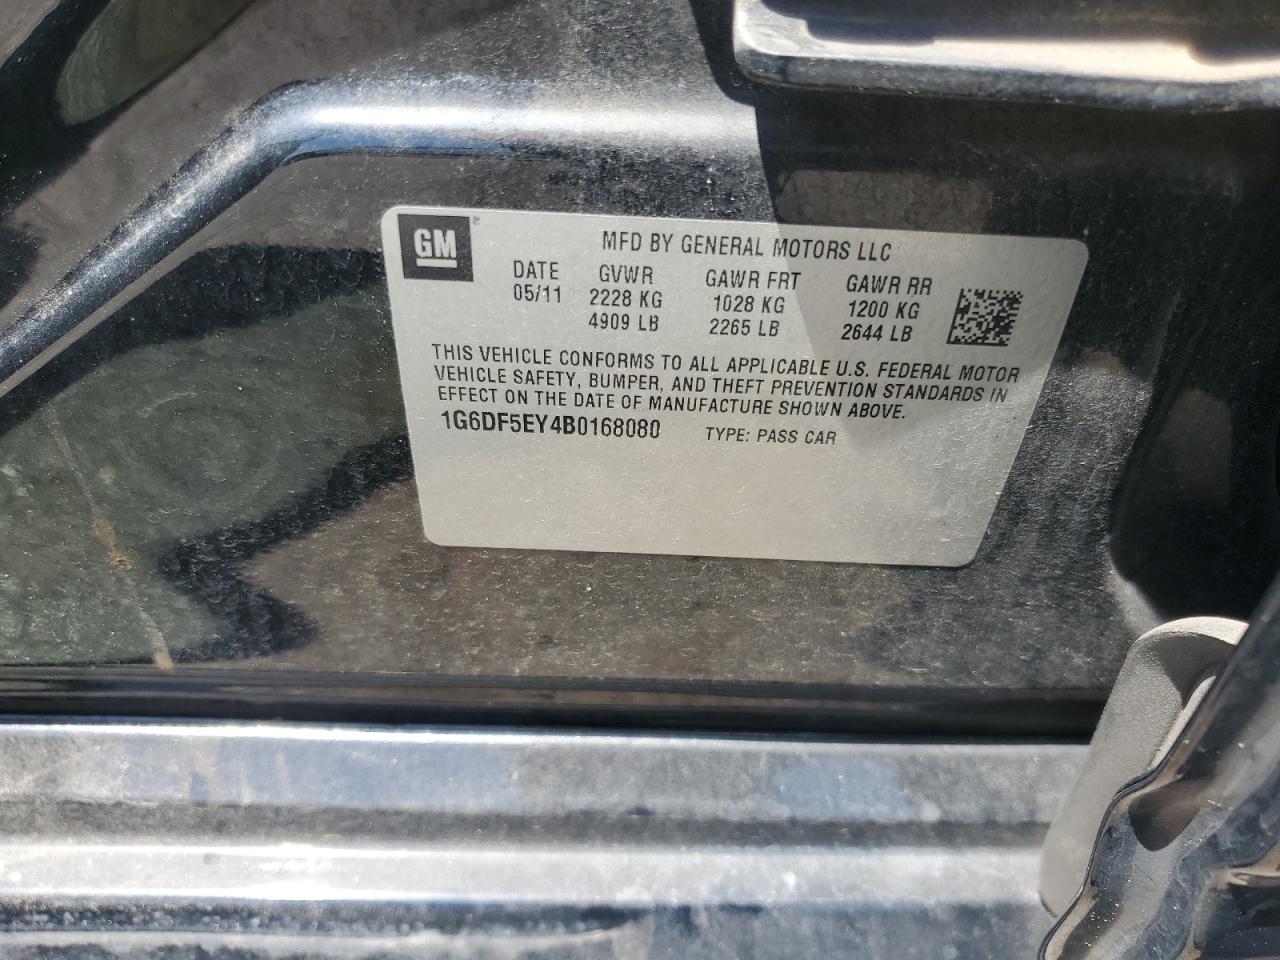 GM ®
MFD BY GENERAL MOTORS LLC
DATE GVWR GAWR FRT GAWR RR
05/11 2228 KG 1028 KG 1200 KG
4909 LB 2265 LB 2644 LB
THIS VEHICLE CONFORMS TO ALL APPLICABLE U.S. FEDERAL MOTOR
VEHICLE SAFETY, BUMPER, AND THEFT PREVENTION STANDARDS IN
EFFECT ON THE DATE OF MANUFACTURE SHOWN ABOVE.
1G6DF5EY4B0168080 TYPE: PASS CAR